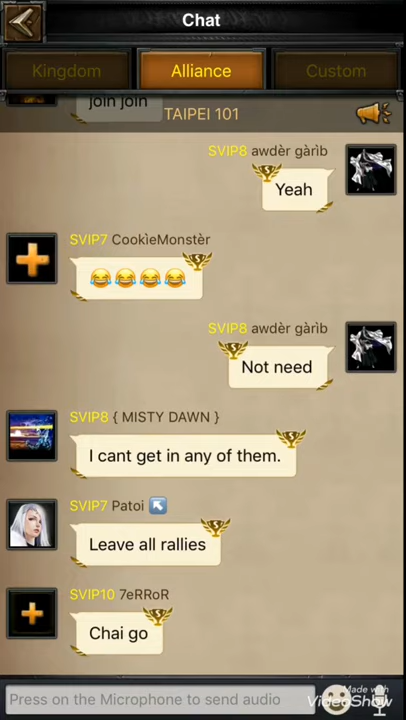 Chat
Kingdom
Alliance
Custom
join join
TAIPEI 101
SVIP8 awdèr gàrìb
Yeah
SVIP7 CookìeMonstèr
😂😂😂😂
SVIP8 awdèr gàrìb
Not need
SVIP8 { MISTY DAWN }
I cant get in any of them.
SVIP7 Patoi ↖️
Leave all rallies
SVIP10 7eRRoR
Chai go
Press on the Microphone to send audio
Made with
VideoShow